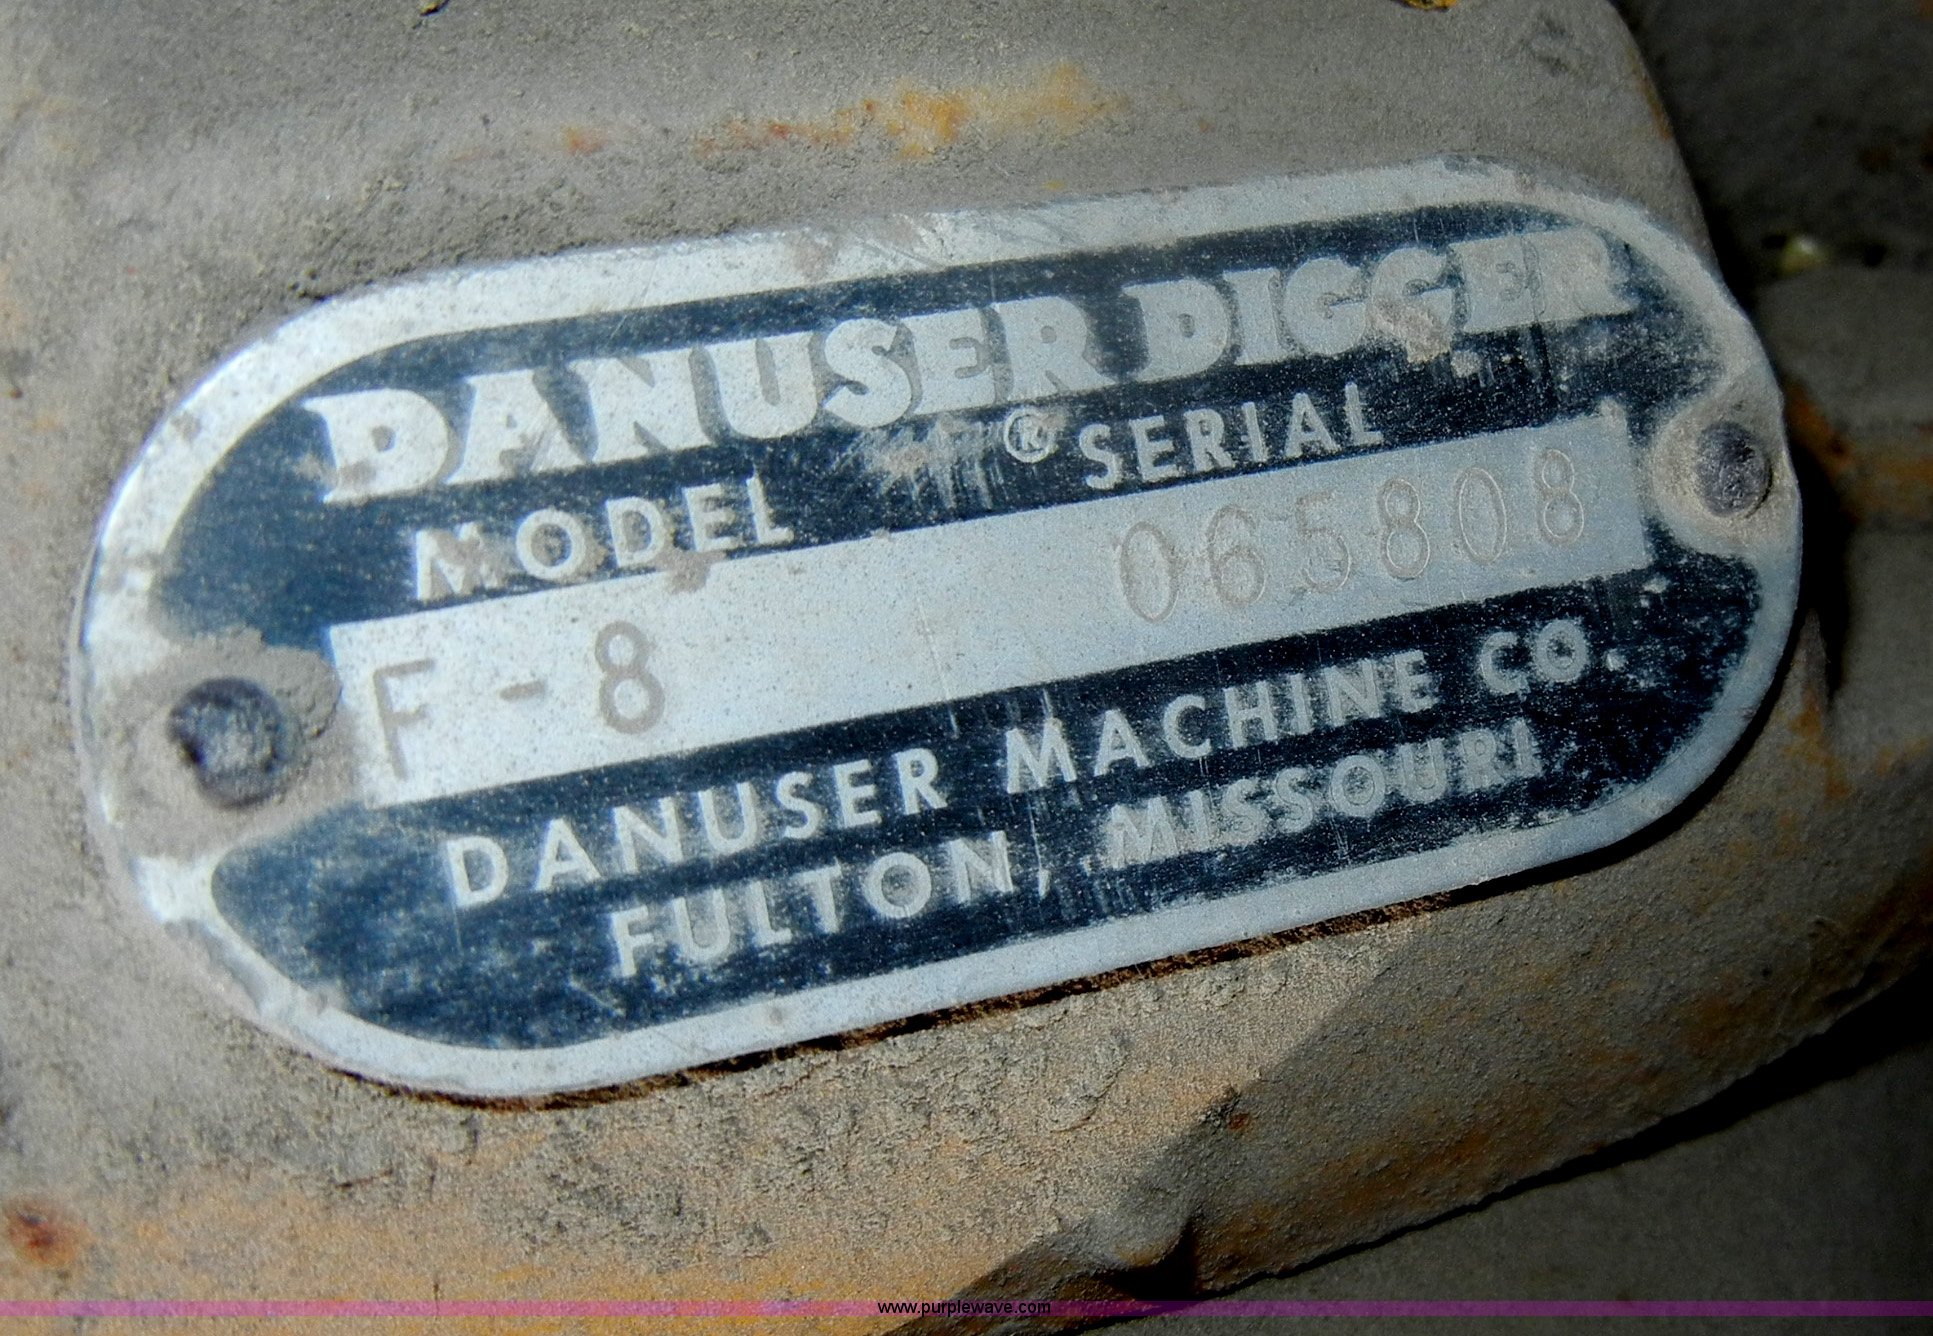 DANUSER DIGGER
MODEL ® SERIAL
F-8 065808
DANUSER MACHINE CO.
FULTON, MISSOURI
www.purplewave.com